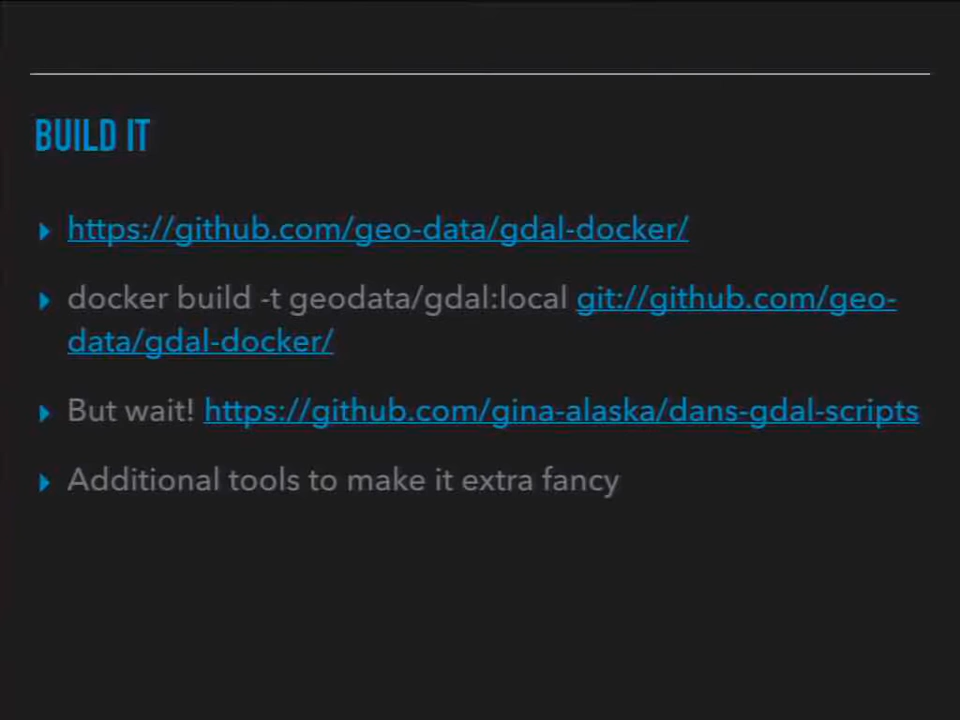 BUILD IT
https://github.com/geo-data/gdal-docker/
docker build -t geodata/gdal:local git://github.com/geo-
data/gdal-docker/
But wait! https://github.com/gina-alaska/dans-gdal-scripts
Additional tools to make it extra fancy